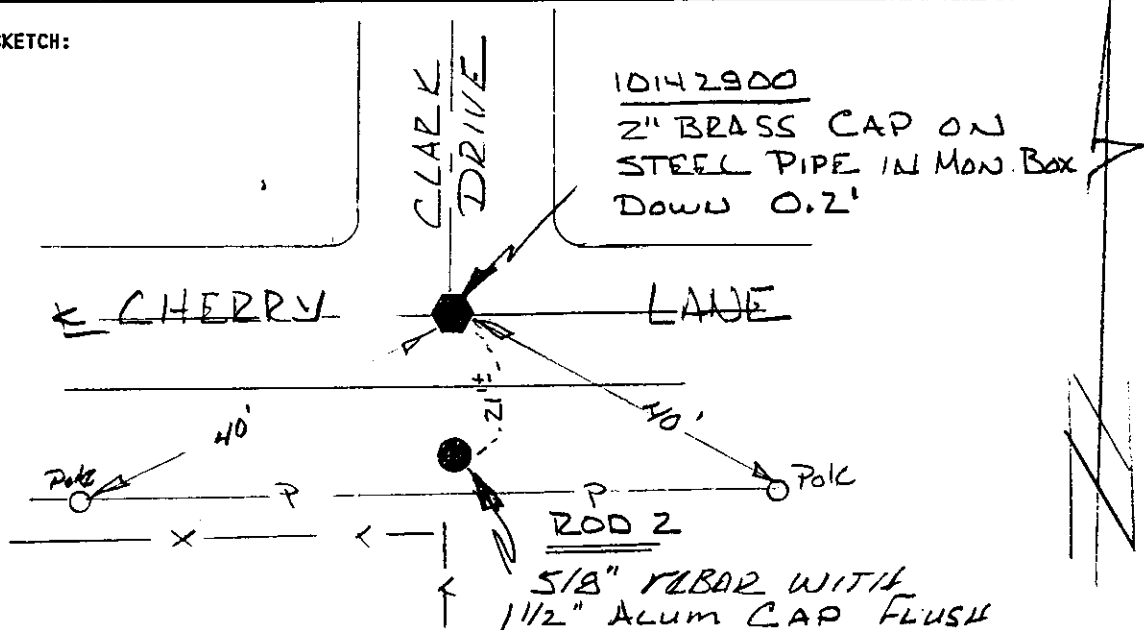 SKETCH:
CLARK
DRIVE
10142900
2" BRASS CAP ON
STEEL PIPE IN MON. BOX
DOWN 0.2'
CHERRY LANE
21'±
40'
40'
Pole
Pole
P
P
X
ROD 2
5/8" REBAR WITH
1 1/2" ALUM CAP FLUSH
N